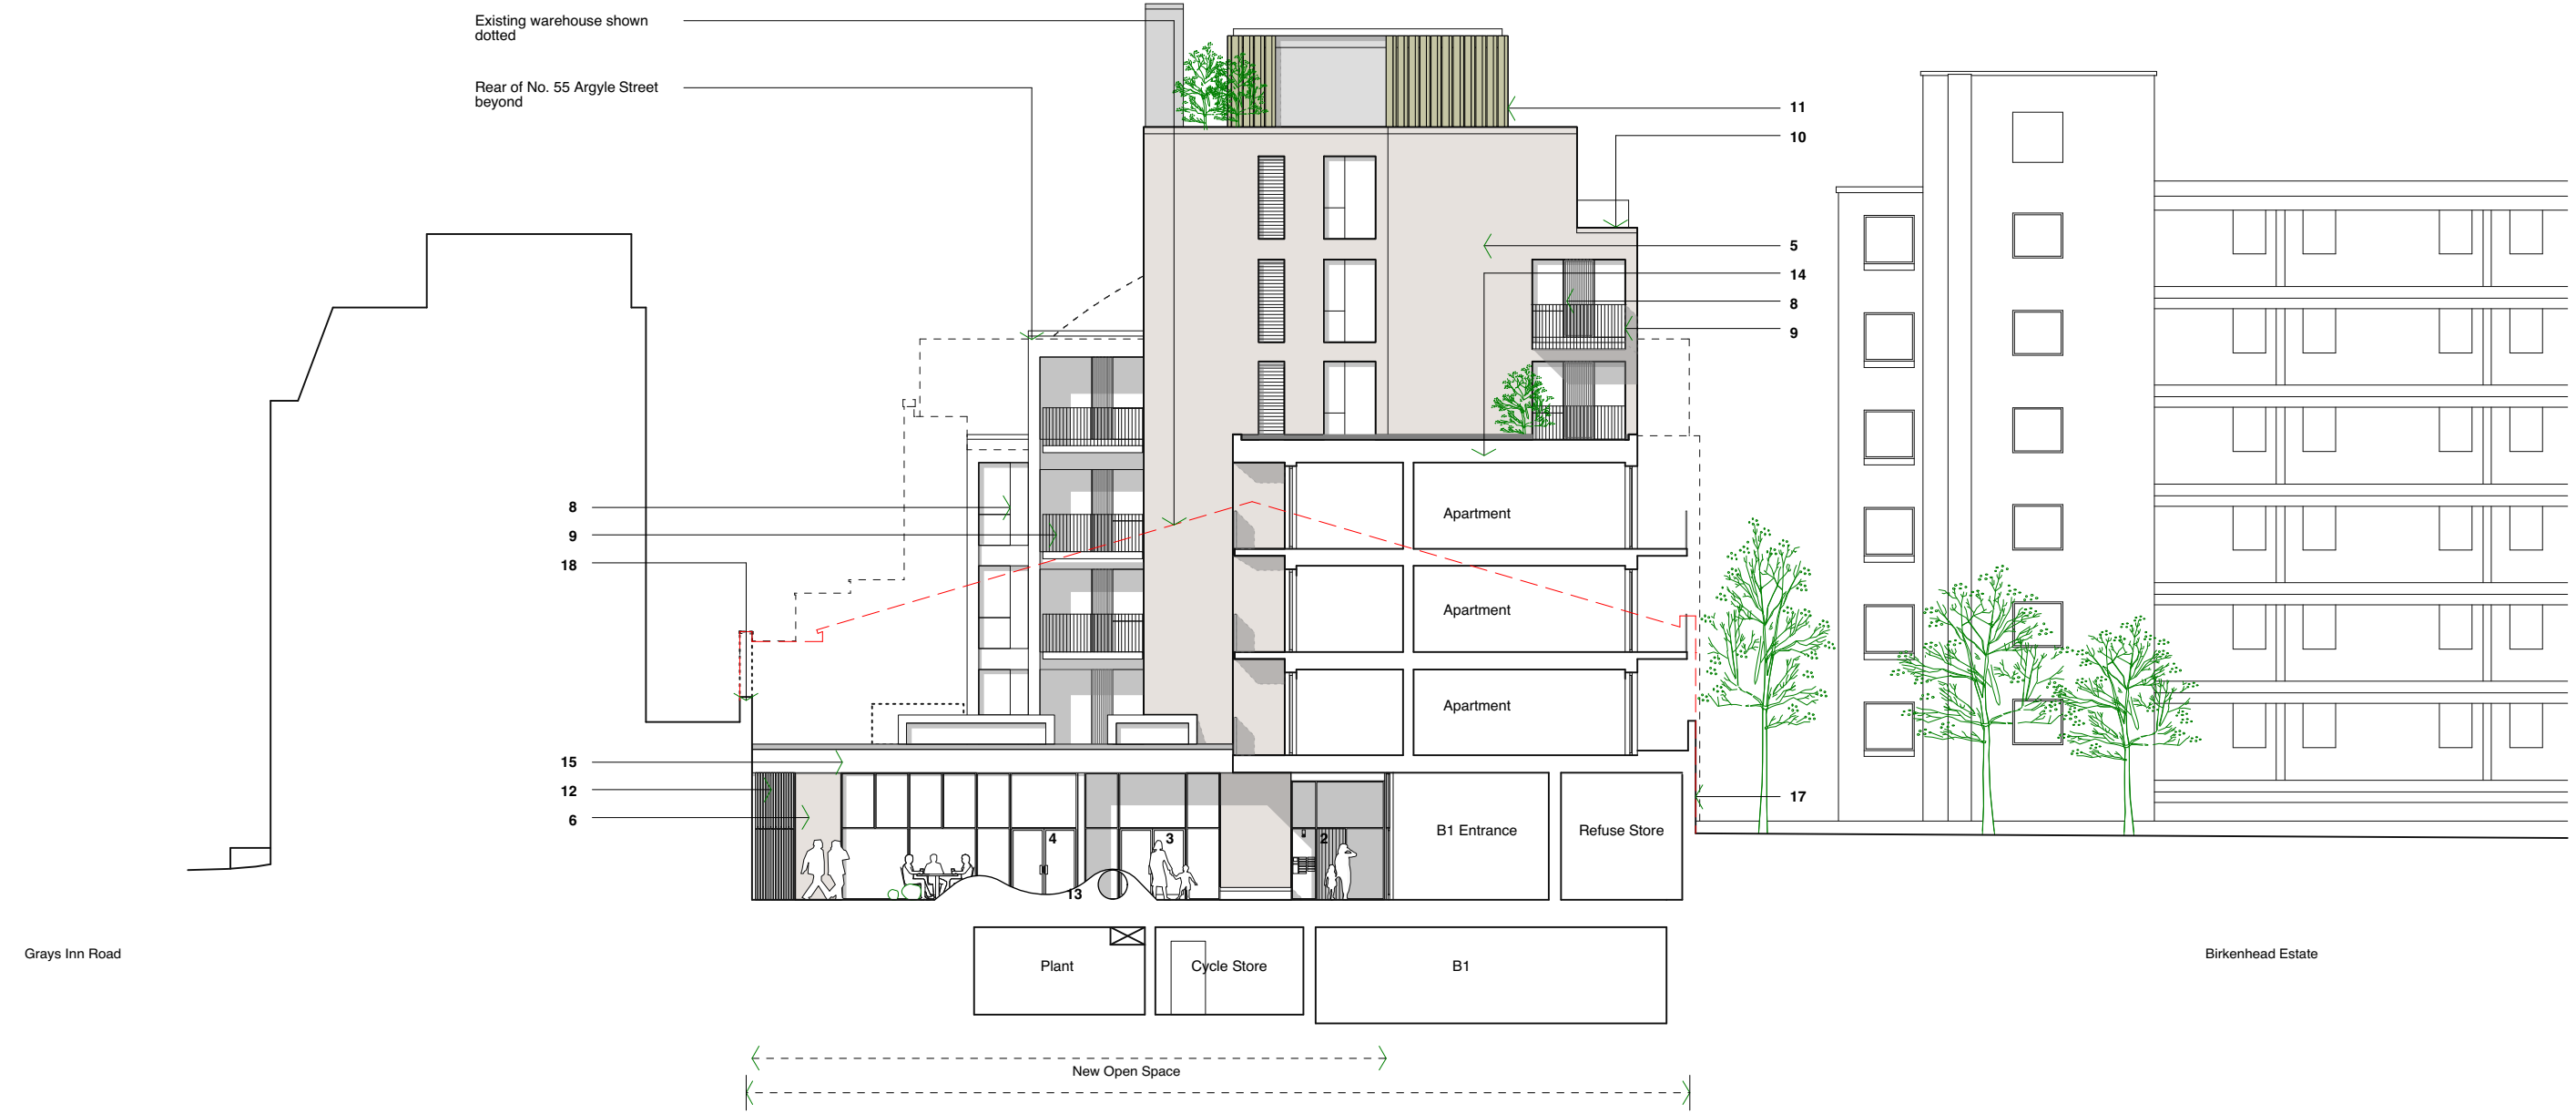 Existing warehouse shown
dotted
Rear of No. 55 Argyle Street
beyond
11
10
5
14
8
9
8
9
18
Apartment
Apartment
Apartment
15
12
6
17
4
3
2
13
B1 Entrance
Refuse Store
Grays Inn Road
Plant
Cycle Store
B1
Birkenhead Estate
New Open Space